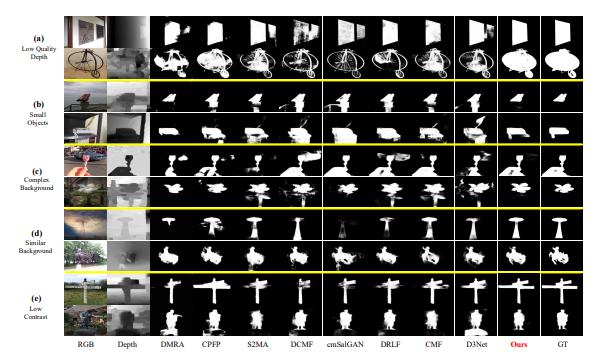 (a)
Low Quality
Depth
(b)
Small
Objects
(c)
Complex
Background
(d)
Similar
Background
(e)
Low
Contrast
RGB Depth DMRA CPFP S2MA DCMF cmSalGAN DRLF CMF D3Net Ours GT